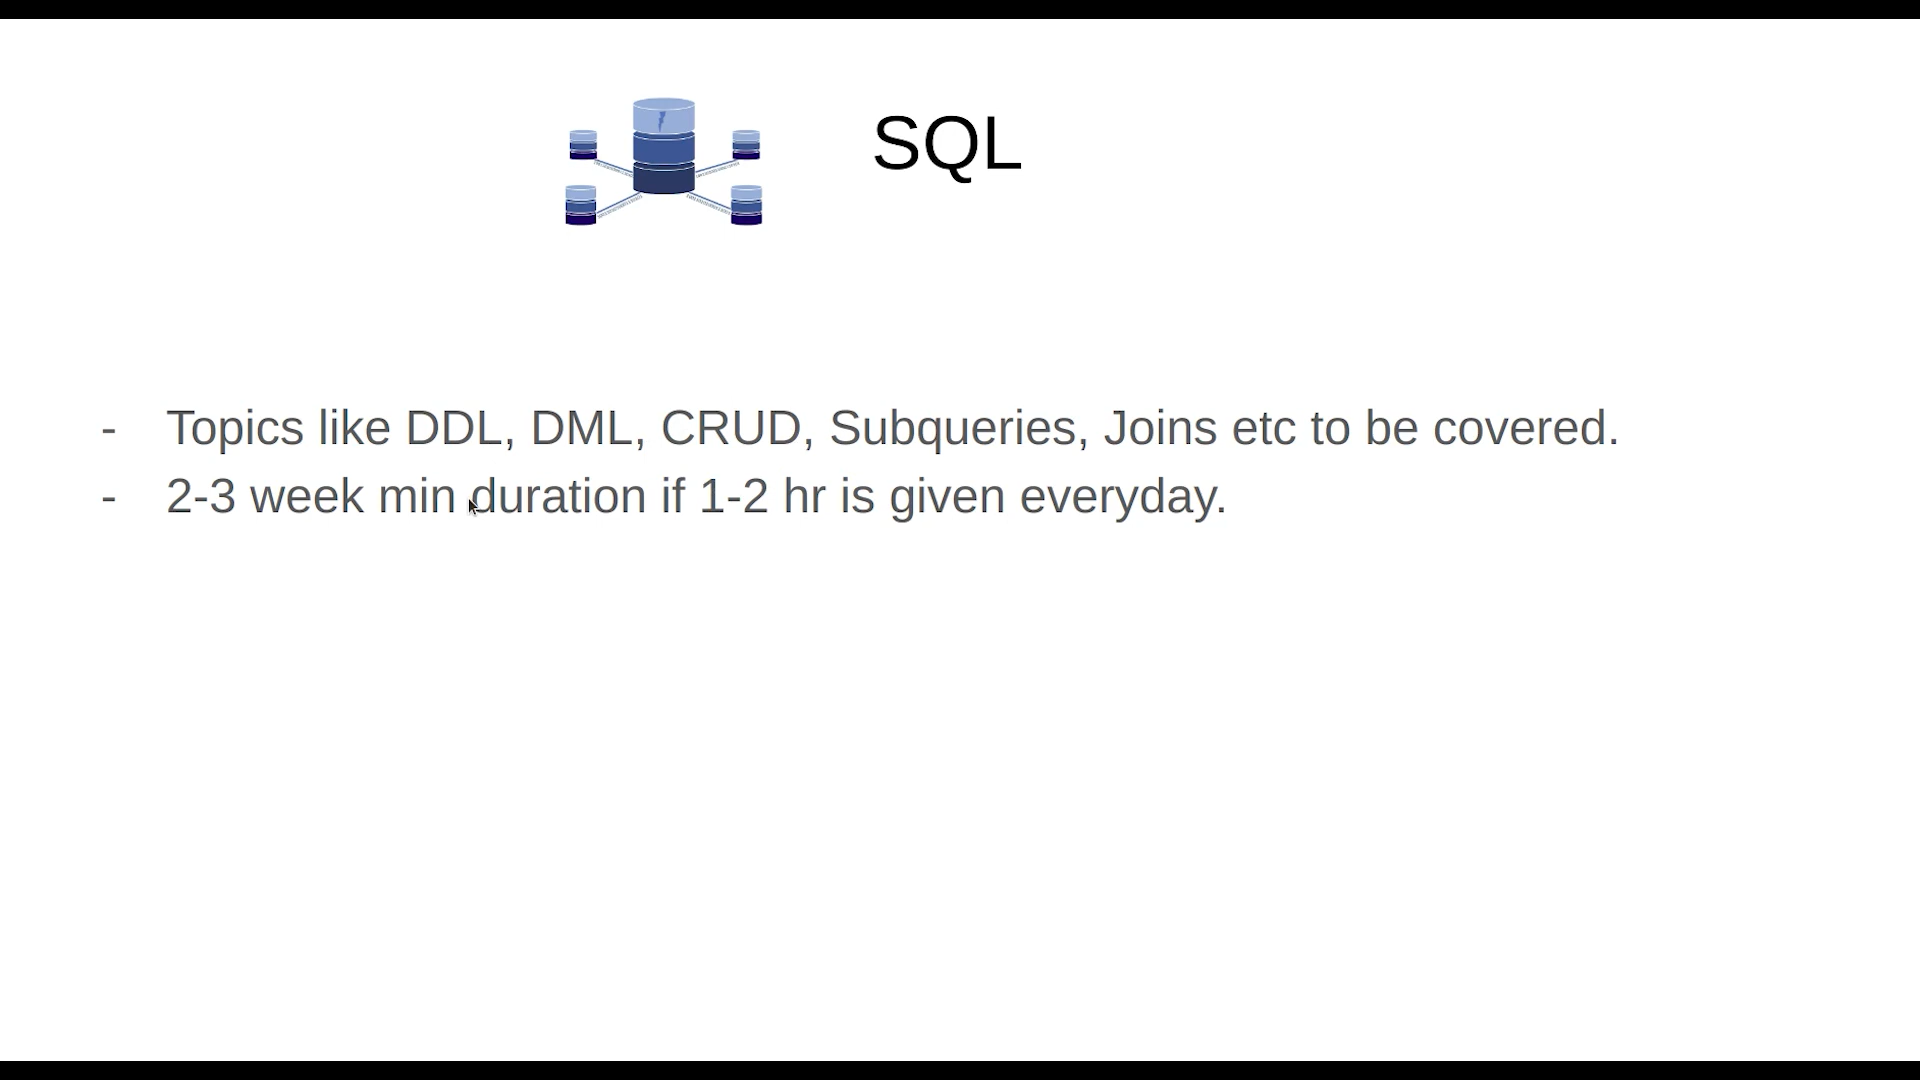 SQL
- Topics like DDL, DML, CRUD, Subqueries, Joins etc to be covered.
- 2-3 week min duration if 1-2 hr is given everyday.